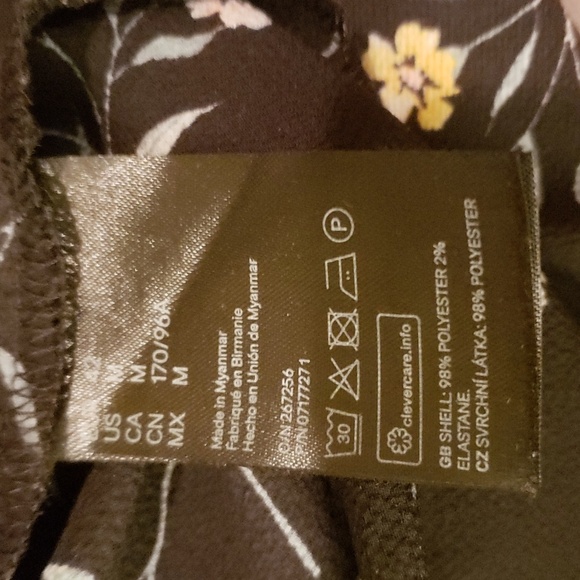 US M
CA M
CN 170/96A
MX M
Made in Myanmar
Fabriqué en Birmanie
Hecho en Unión de Myanmar
O/N 267256
P/N 07177271
30
P
clevercare.info
GB SHELL: 98% POLYESTER 2%
ELASTANE.
CZ SVRCHNÍ LÁTKA: 98% POLYESTER